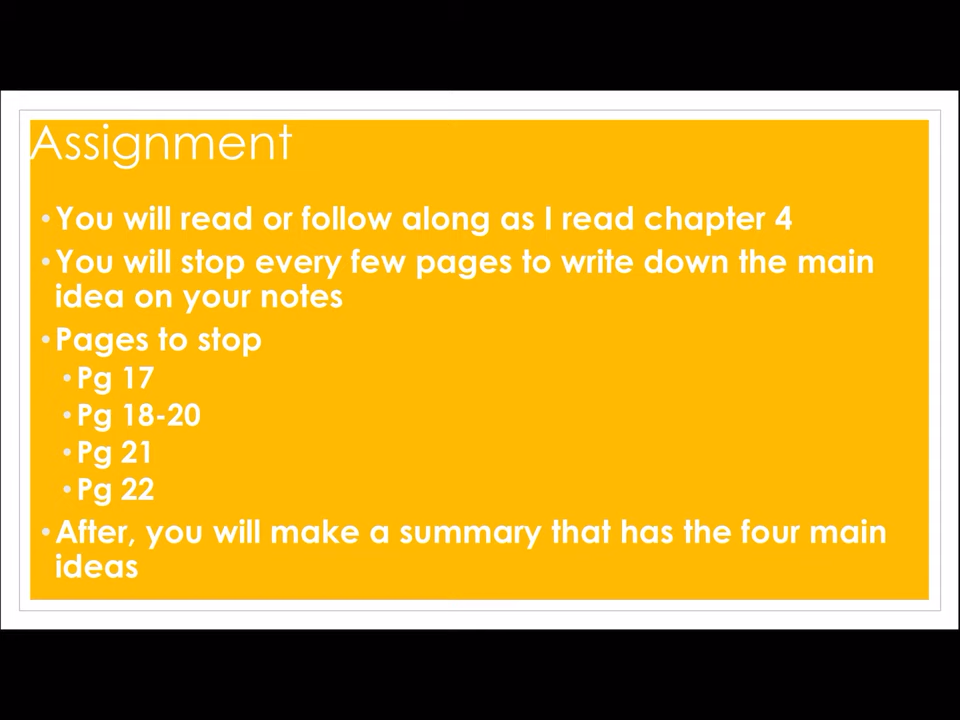 Assignment
• You will read or follow along as I read chapter 4
• You will stop every few pages to write down the main
idea on your notes
• Pages to stop
• Pg 17
• Pg 18-20
• Pg 21
• Pg 22
• After, you will make a summary that has the four main
ideas